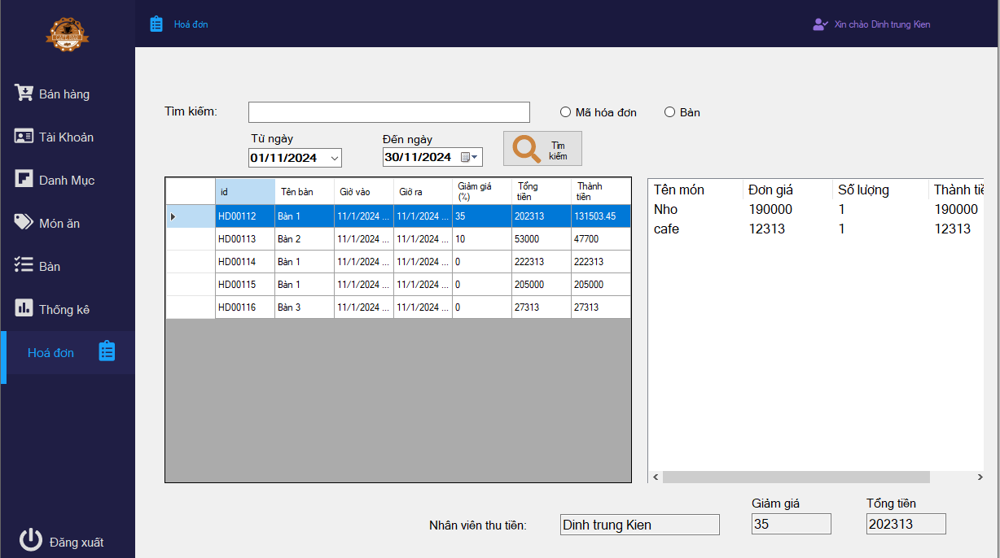 CAFE BAR
Hoá đơn
Xin chào Dinh trung Kien
Bán hàng
Tài Khoản
Danh Mục
Món ăn
Bàn
Thống kê
Hoá đơn
Đăng xuất
Tìm kiếm:
Mã hóa đơn
Bàn
Từ ngày
Đến ngày
01/11/2024
30/11/2024
Tìm
kiếm
id Tên bàn Giờ vào Giờ ra Giảm giá (%) Tổng tiền Thành tiền
HD00112 Bàn 1 11/1/2024 ... 11/1/2024 ... 35 202313 131503.45
HD00113 Bàn 2 11/1/2024 ... 11/1/2024 ... 10 53000 47700
HD00114 Bàn 1 11/1/2024 ... 11/1/2024 ... 0 222313 222313
HD00115 Bàn 1 11/1/2024 ... 11/1/2024 ... 0 205000 205000
HD00116 Bàn 3 11/1/2024 ... 11/1/2024 ... 0 27313 27313
Tên món Đơn giá Số lượng Thành tiề
Nho 190000 1 190000
cafe 12313 1 12313
Giảm giá Tổng tiền
Nhân viên thu tiền: Dinh trung Kien 35 202313